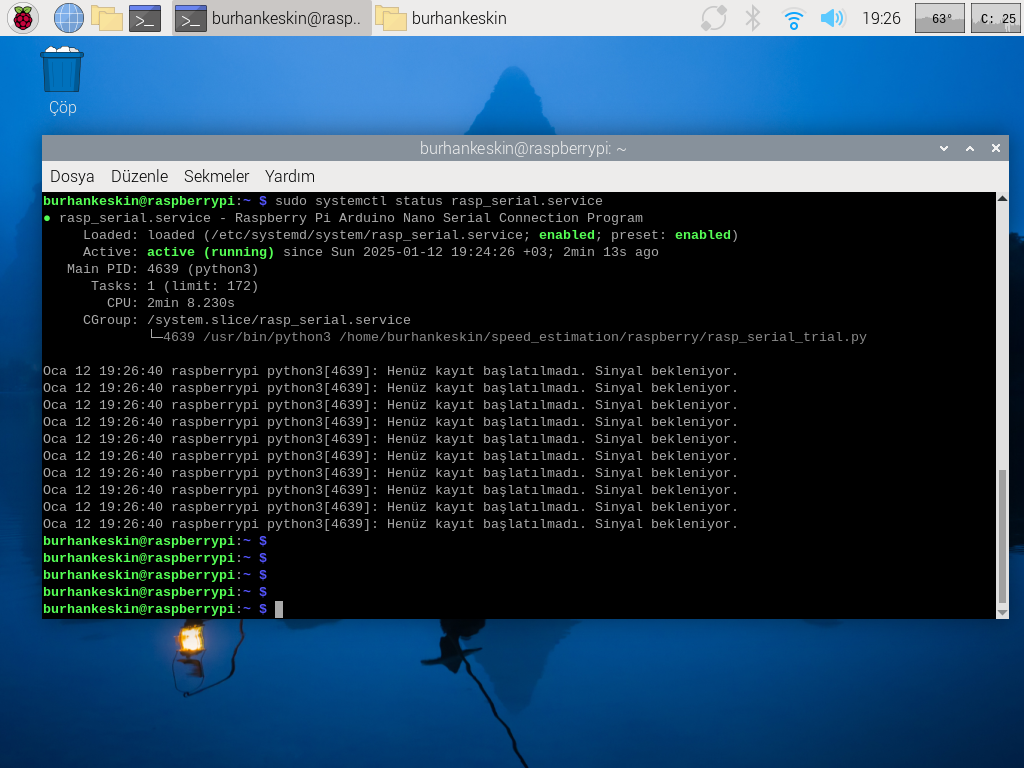 burhankeskin@rasp..
burhankeskin
19:26
63°
C: 25
Çöp
burhankeskin@raspberrypi: ~
Dosya Düzenle Sekmeler Yardım
burhankeskin@raspberrypi:~ $ sudo systemctl status rasp_serial.service
● rasp_serial.service - Raspberry Pi Arduino Nano Serial Connection Program
Loaded: loaded (/etc/systemd/system/rasp_serial.service; enabled; preset: enabled)
Active: active (running) since Sun 2025-01-12 19:24:26 +03; 2min 13s ago
Main PID: 4639 (python3)
Tasks: 1 (limit: 172)
CPU: 2min 8.230s
CGroup: /system.slice/rasp_serial.service
└─4639 /usr/bin/python3 /home/burhankeskin/speed_estimation/raspberry/rasp_serial_trial.py
Oca 12 19:26:40 raspberrypi python3[4639]: Henüz kayıt başlatılmadı. Sinyal bekleniyor.
Oca 12 19:26:40 raspberrypi python3[4639]: Henüz kayıt başlatılmadı. Sinyal bekleniyor.
Oca 12 19:26:40 raspberrypi python3[4639]: Henüz kayıt başlatılmadı. Sinyal bekleniyor.
Oca 12 19:26:40 raspberrypi python3[4639]: Henüz kayıt başlatılmadı. Sinyal bekleniyor.
Oca 12 19:26:40 raspberrypi python3[4639]: Henüz kayıt başlatılmadı. Sinyal bekleniyor.
Oca 12 19:26:40 raspberrypi python3[4639]: Henüz kayıt başlatılmadı. Sinyal bekleniyor.
Oca 12 19:26:40 raspberrypi python3[4639]: Henüz kayıt başlatılmadı. Sinyal bekleniyor.
Oca 12 19:26:40 raspberrypi python3[4639]: Henüz kayıt başlatılmadı. Sinyal bekleniyor.
Oca 12 19:26:40 raspberrypi python3[4639]: Henüz kayıt başlatılmadı. Sinyal bekleniyor.
Oca 12 19:26:40 raspberrypi python3[4639]: Henüz kayıt başlatılmadı. Sinyal bekleniyor.
burhankeskin@raspberrypi:~ $
burhankeskin@raspberrypi:~ $
burhankeskin@raspberrypi:~ $
burhankeskin@raspberrypi:~ $
burhankeskin@raspberrypi:~ $